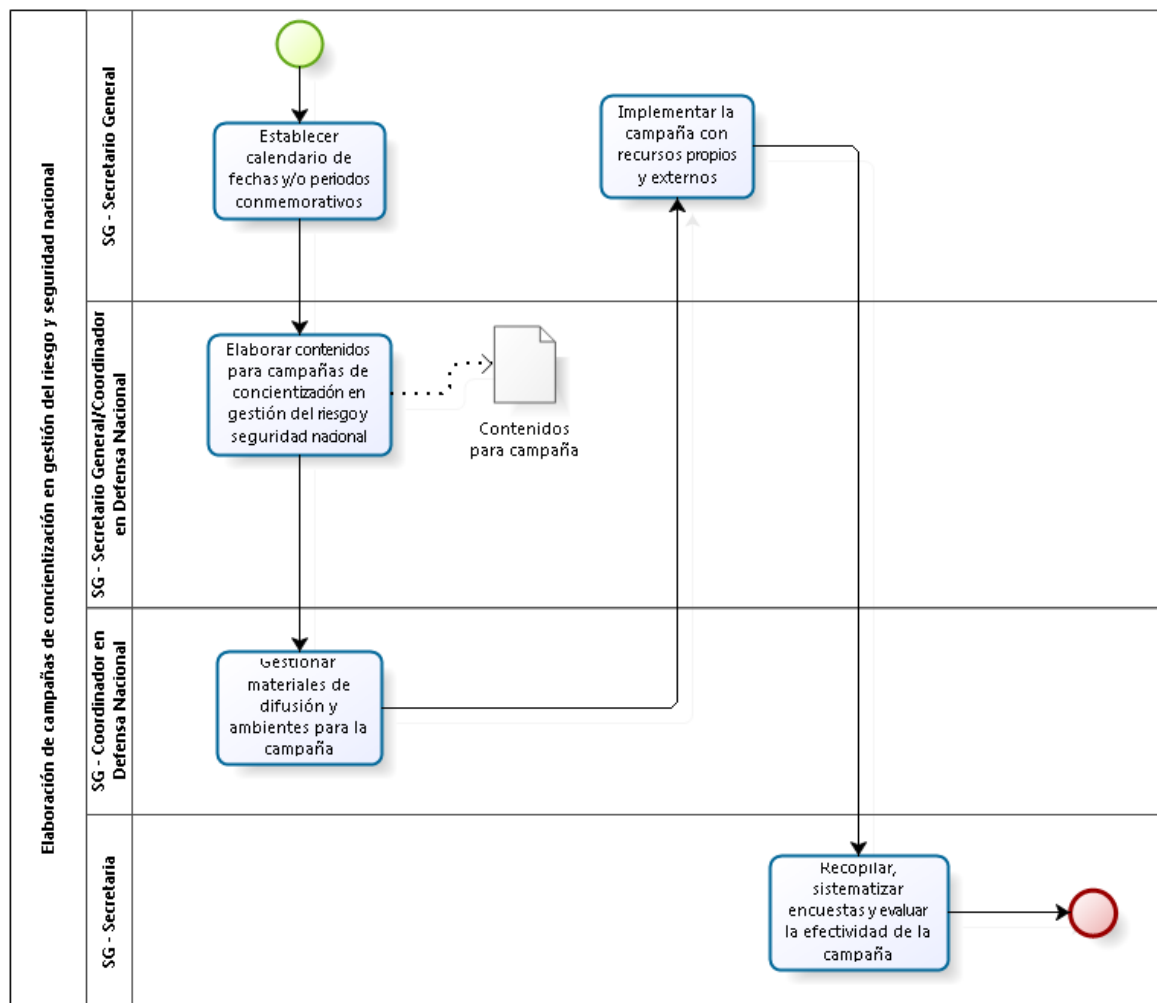 Elaboración de campañas de concientización en gestión del riesgo y seguridad nacional
SG - Secretario General
Establecer
calendario de
fechas y/o periodos
conmemorativos
Implementar la
campaña con
recursos propios
y externos
SG - Secretario General/Coordinador
en Defensa Nacional
Elaborar contenidos
para campañas de
concientización en
gestión del riesgo y
seguridad nacional
Contenidos
para campaña
SG - Coordinador en
Defensa Nacional
Gestionar
materiales de
difusión y
ambientes para la
campaña
SG - Secretaria
Recopilar,
sistematizar
encuestas y evaluar
la efectividad de la
campaña